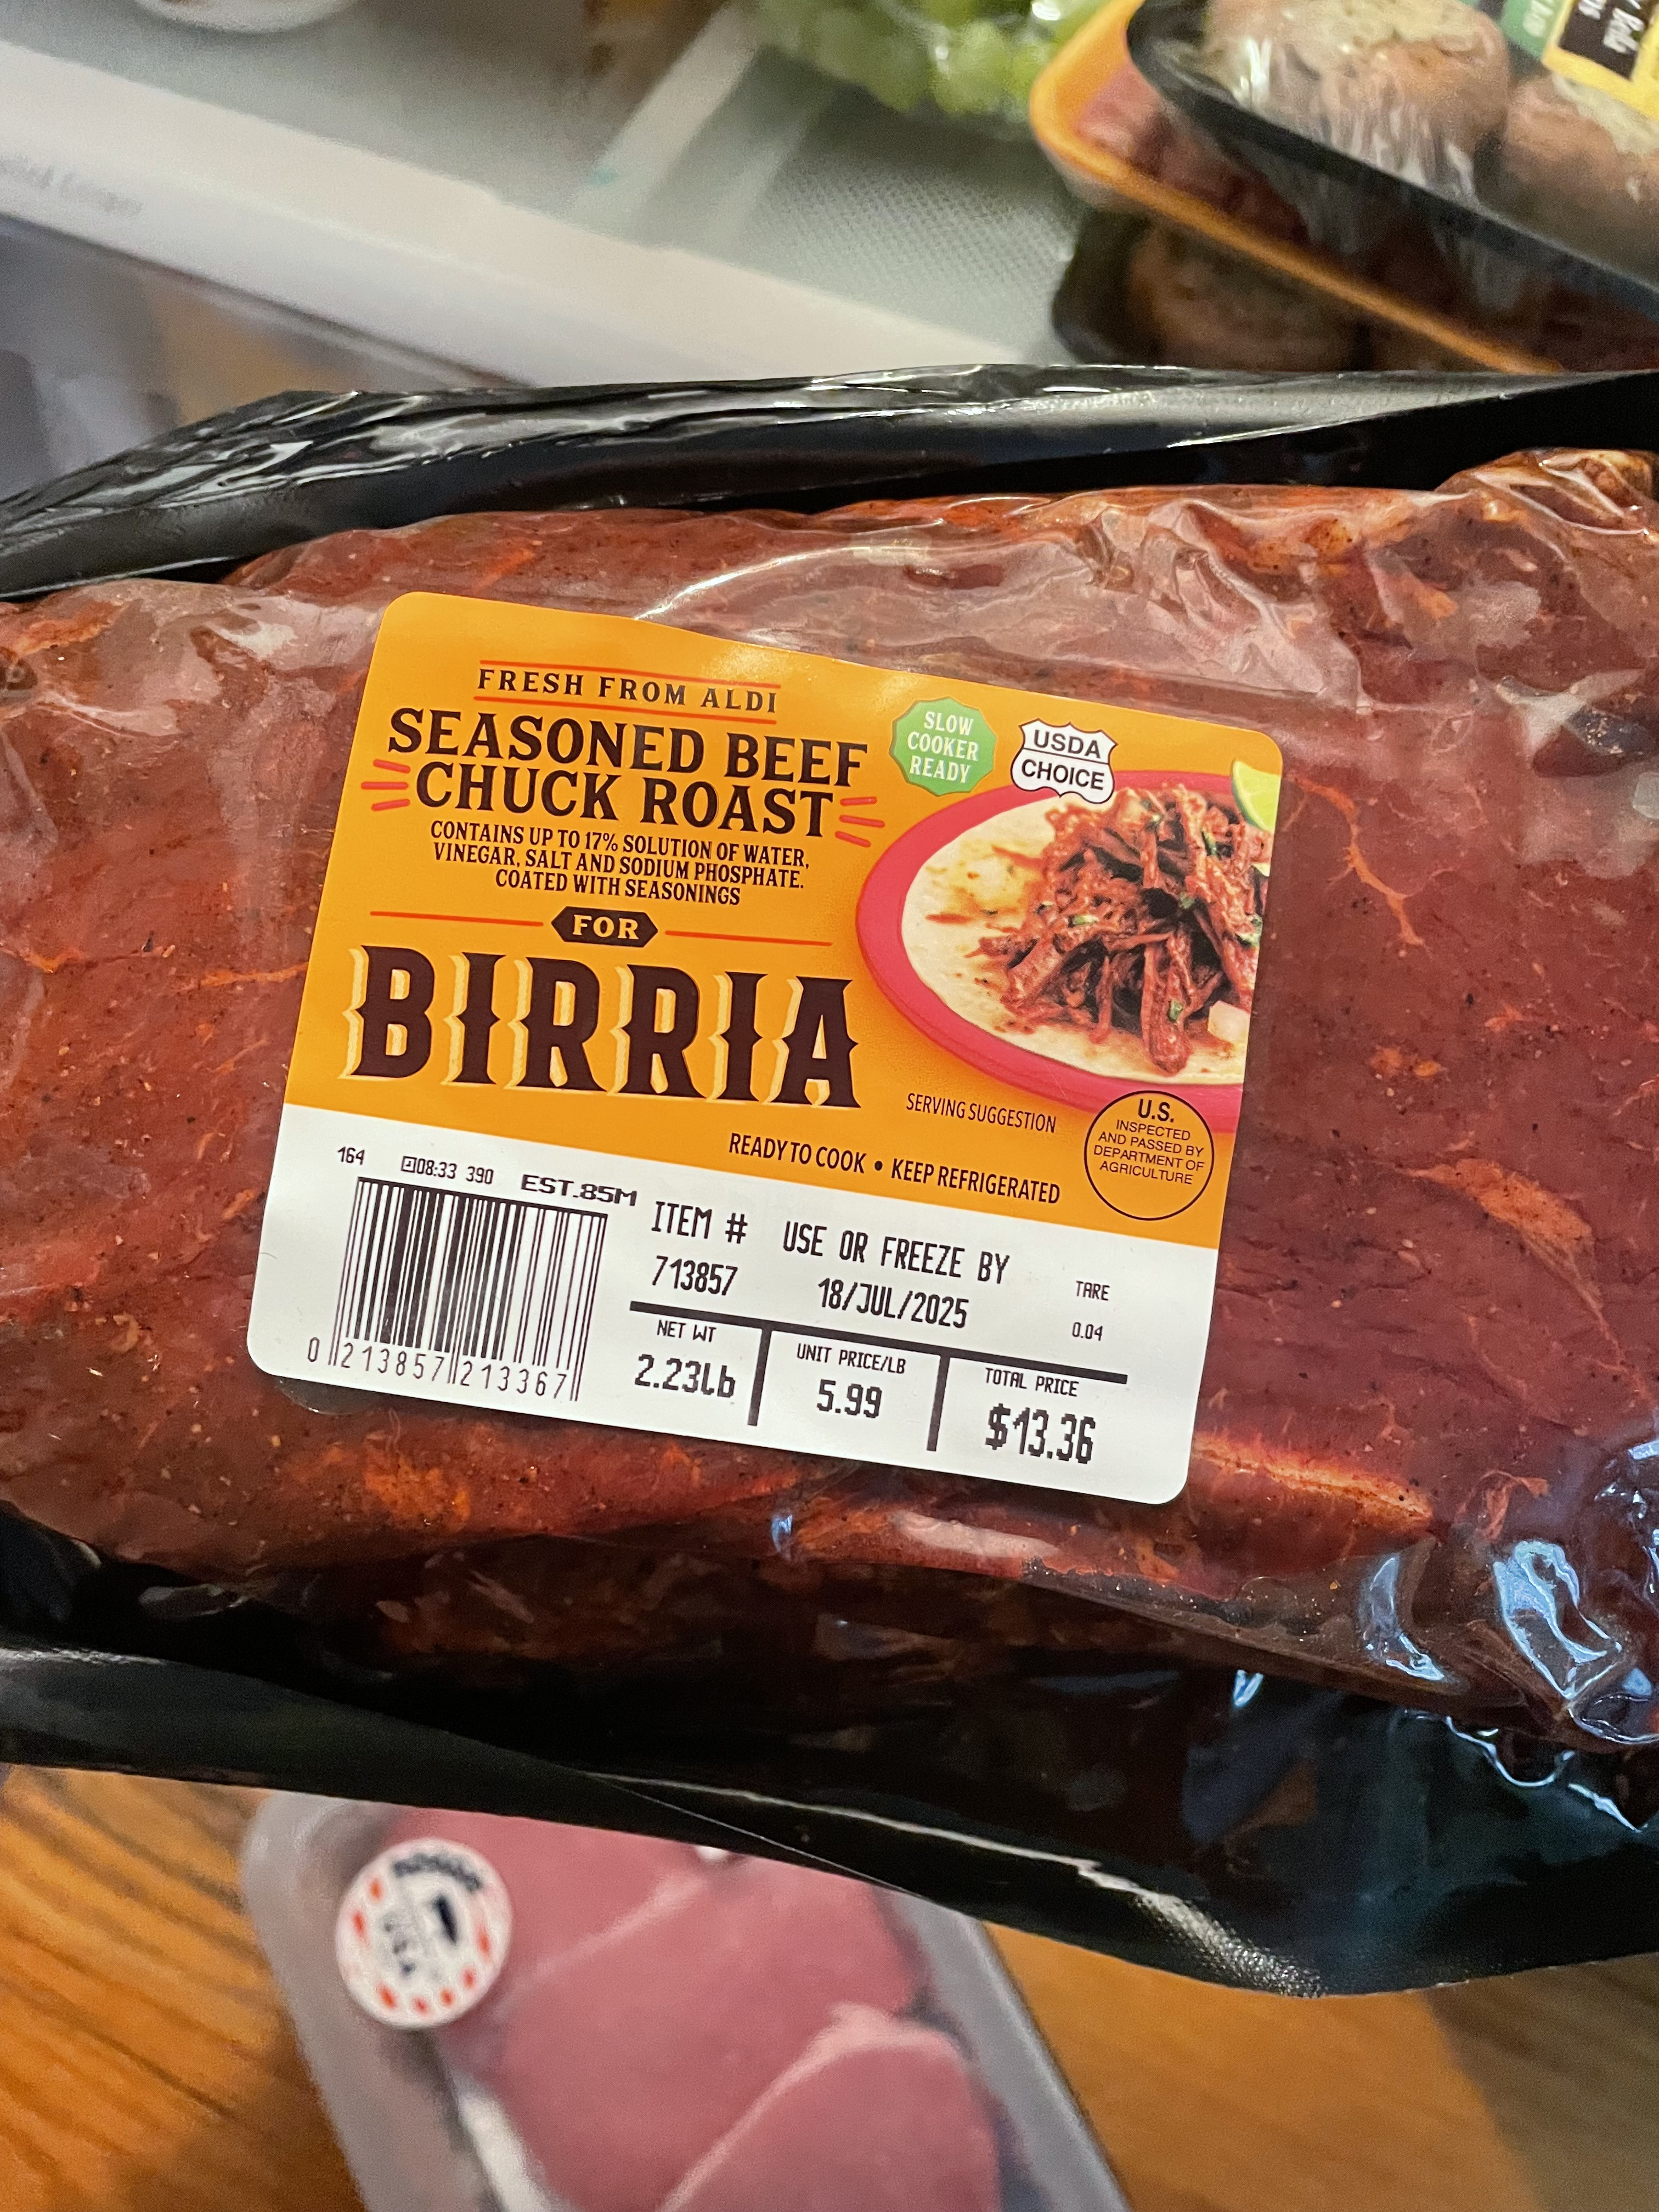 FRESH FROM ALDI
SEASONED BEEF
CHUCK ROAST
CONTAINS UP TO 17% SOLUTION OF WATER,
VINEGAR, SALT AND SODIUM PHOSPHATE.
COATED WITH SEASONINGS
FOR
BIRRIA
SLOW
COOKER
READY
USDA
CHOICE
SERVING SUGGESTION
READY TO COOK • KEEP REFRIGERATED
U.S.
INSPECTED
AND PASSED BY
DEPARTMENT OF
AGRICULTURE
164 08:33 390 EST.85M
0 213857 213367
ITEM #
713857
USE OR FREEZE BY
18/JUL/2025
TARE
0.04
NET WT
2.23lb
UNIT PRICE/LB
5.99
TOTAL PRICE
$13.36
USA